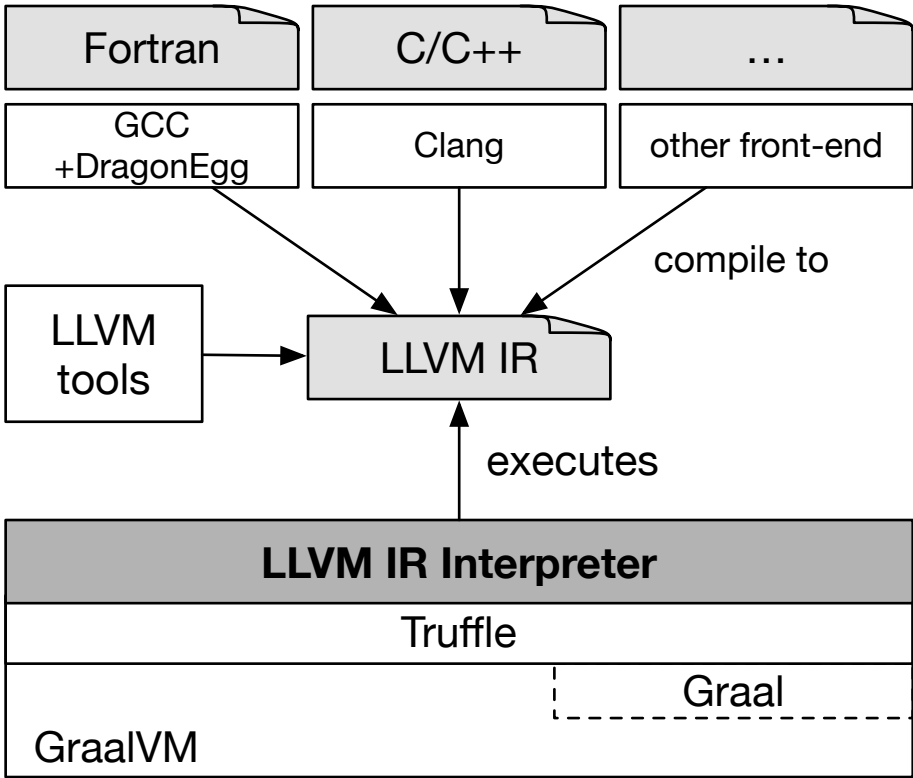 Fortran
C/C++
...
GCC
+DragonEgg
Clang
other front-end
compile to
LLVM
tools
LLVM IR
executes
LLVM IR Interpreter
Truffle
Graal
GraalVM